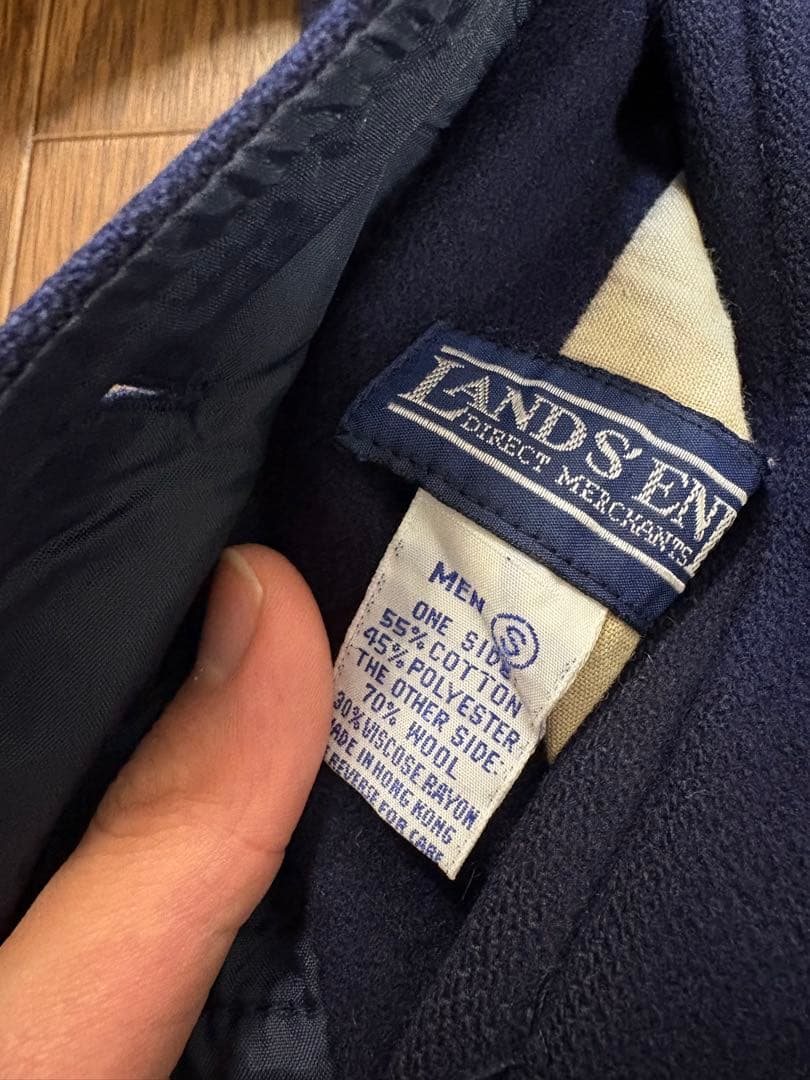 LANDS' EN
DIRECT MERCHANTS
MEN S
ONE SIDE
55% COTTON
45% POLYESTER
THE OTHER SIDE-
70% WOOL
30% VISCOSE RAYON
ADE IN HONG KONG
REVERSE FOR CARE